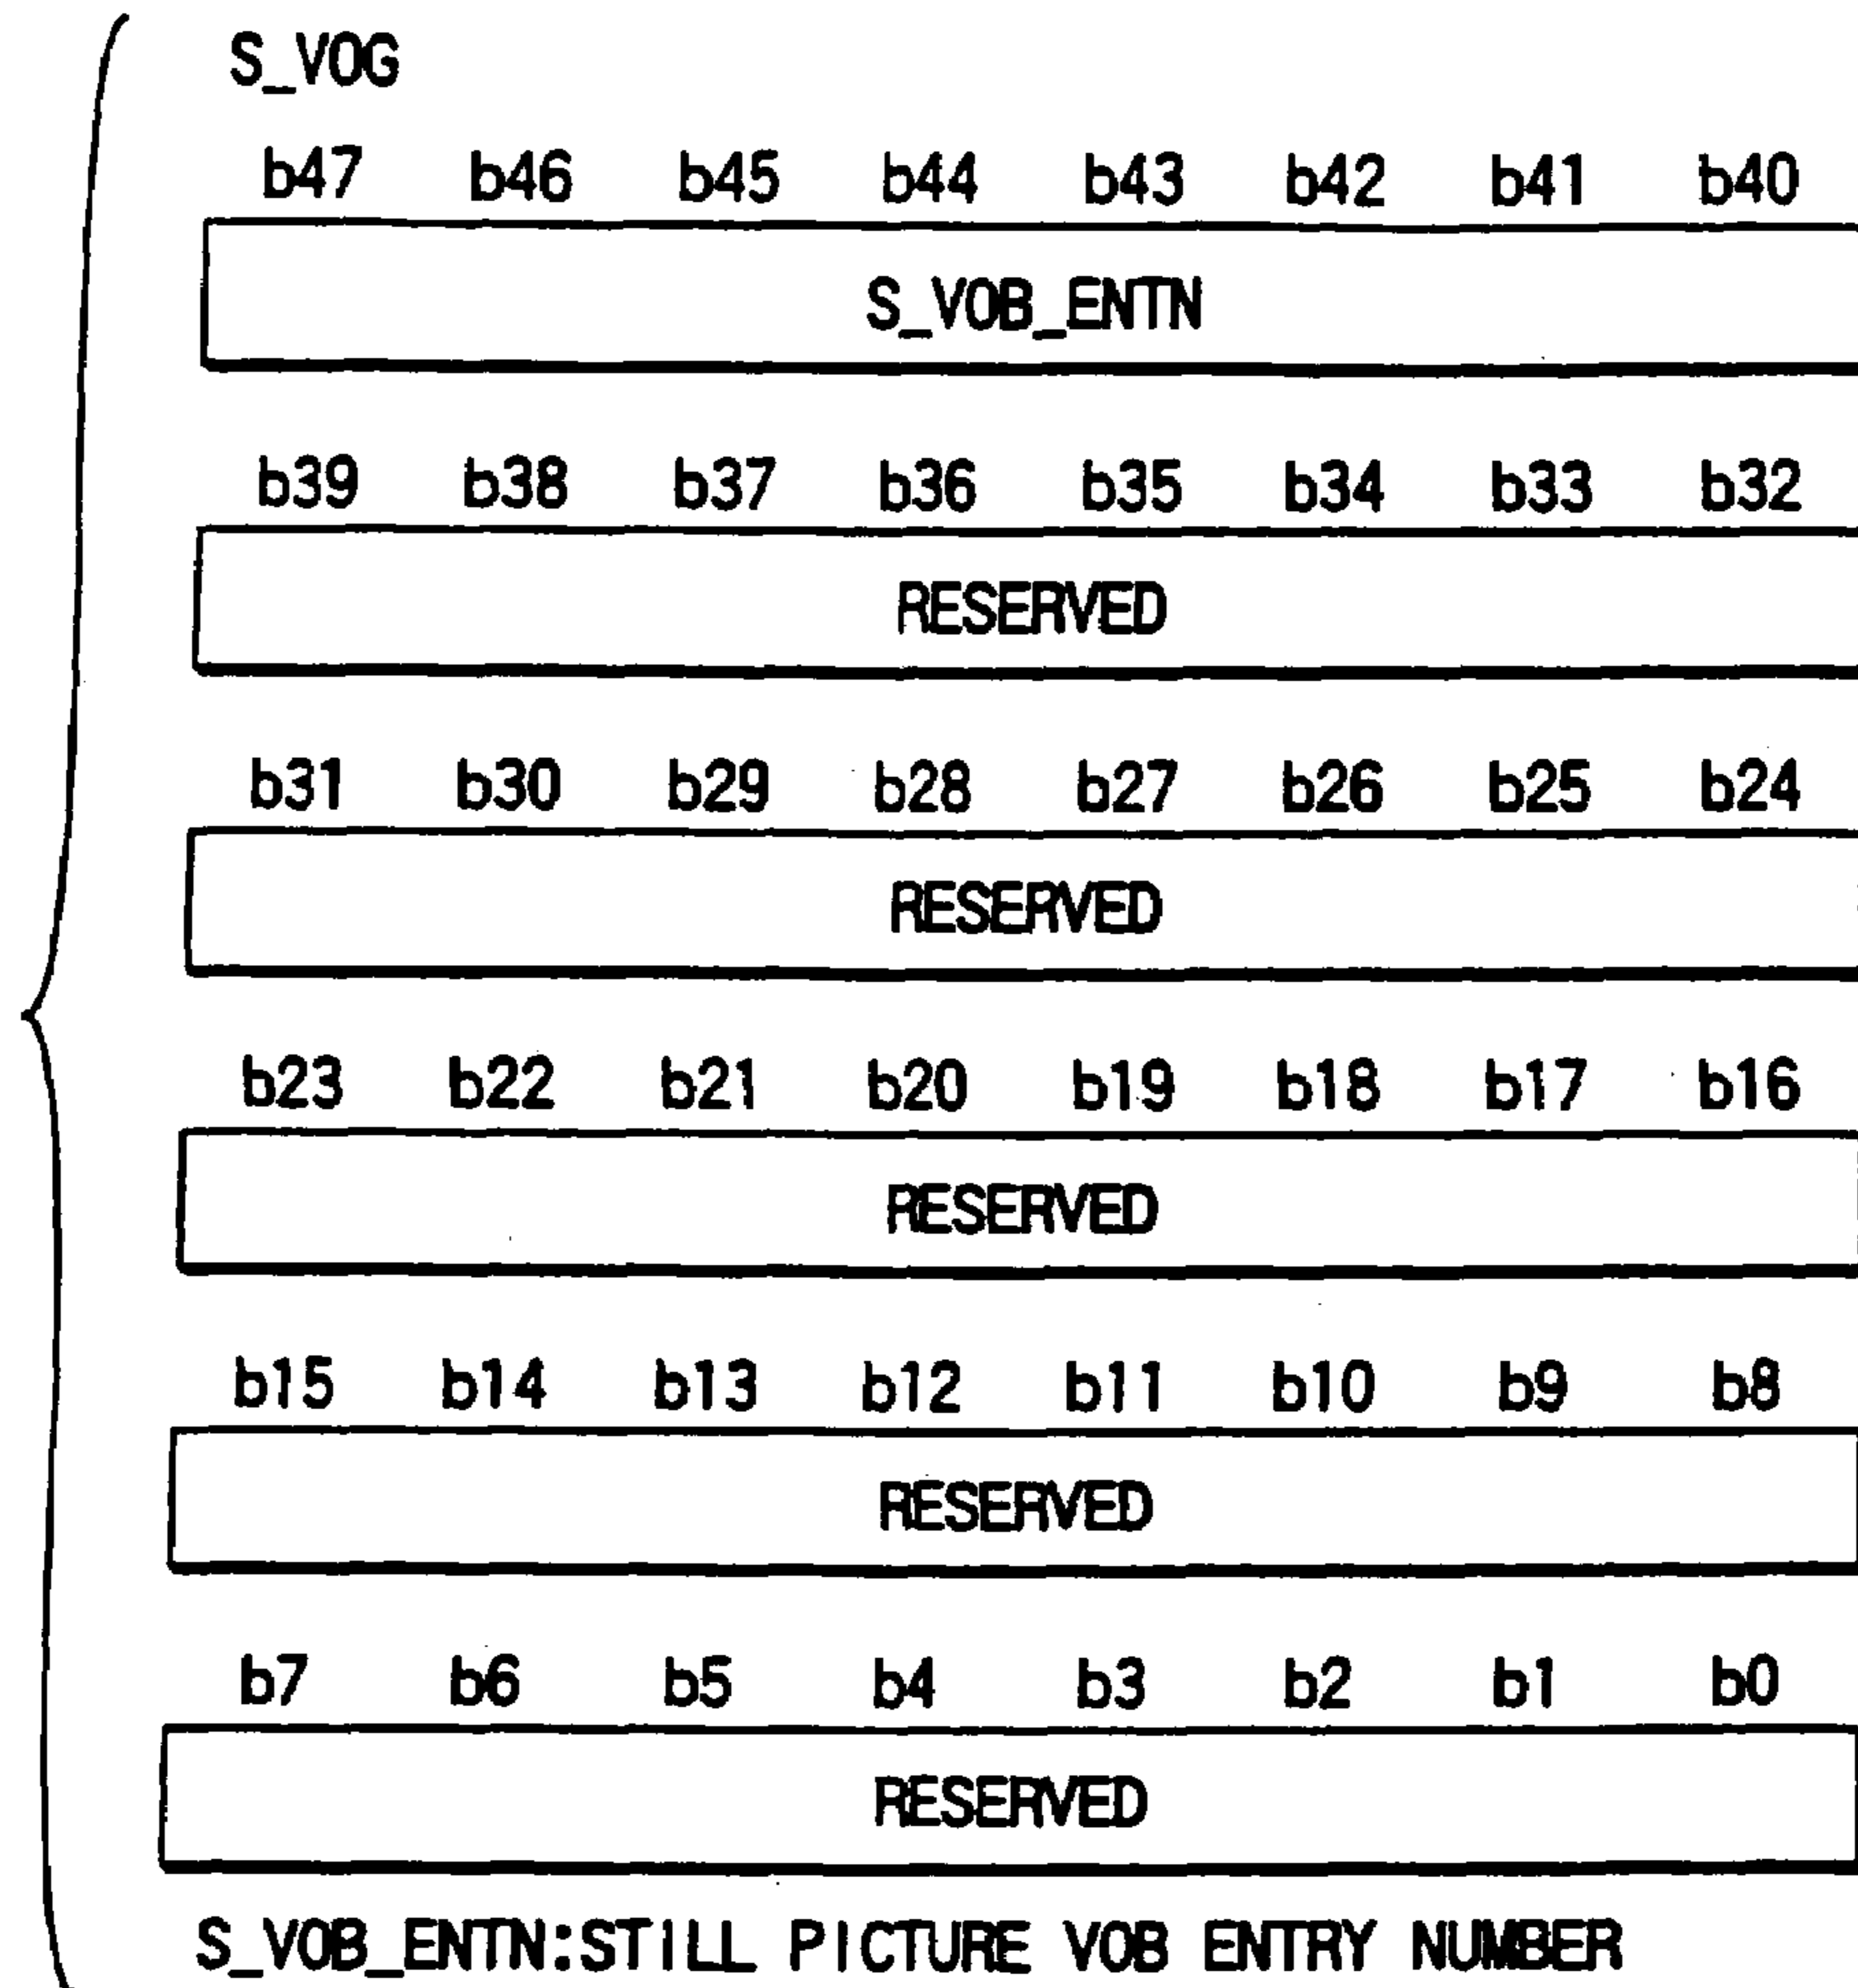 S_VOG
b47 b46 b45 b44 b43 b42 b41 b40
S_VOB_ENTN
b39 b38 b37 b36 b35 b34 b33 b32
RESERVED
b31 b30 b29 b28 b27 b26 b25 b24
RESERVED
b23 b22 b21 b20 b19 b18 b17 b16
RESERVED
b15 b14 b13 b12 b11 b10 b9 b8
RESERVED
b7 b6 b5 b4 b3 b2 b1 b0
RESERVED
S_VOB_ENTN:STILL PICTURE VOB ENTRY NUMBER